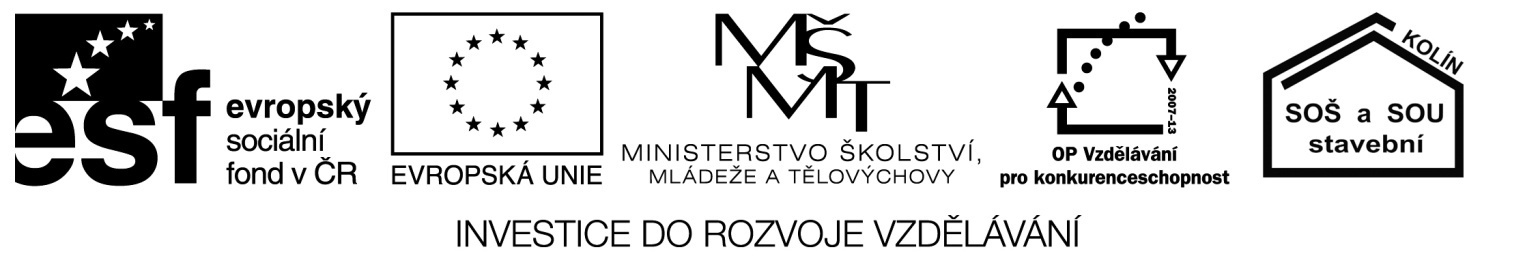 esf
evropský
sociální
fond v ČR
EVROPSKÁ UNIE
MŠMT
MINISTERSTVO ŠKOLSTVÍ,
MLÁDEŽE A TĚLOVÝCHOVY
2007-13
OP Vzdělávání
pro konkurenceschopnost
KOLÍN
SOŠ a SOU
stavební
INVESTICE DO ROZVOJE VZDĚLÁVÁNÍ